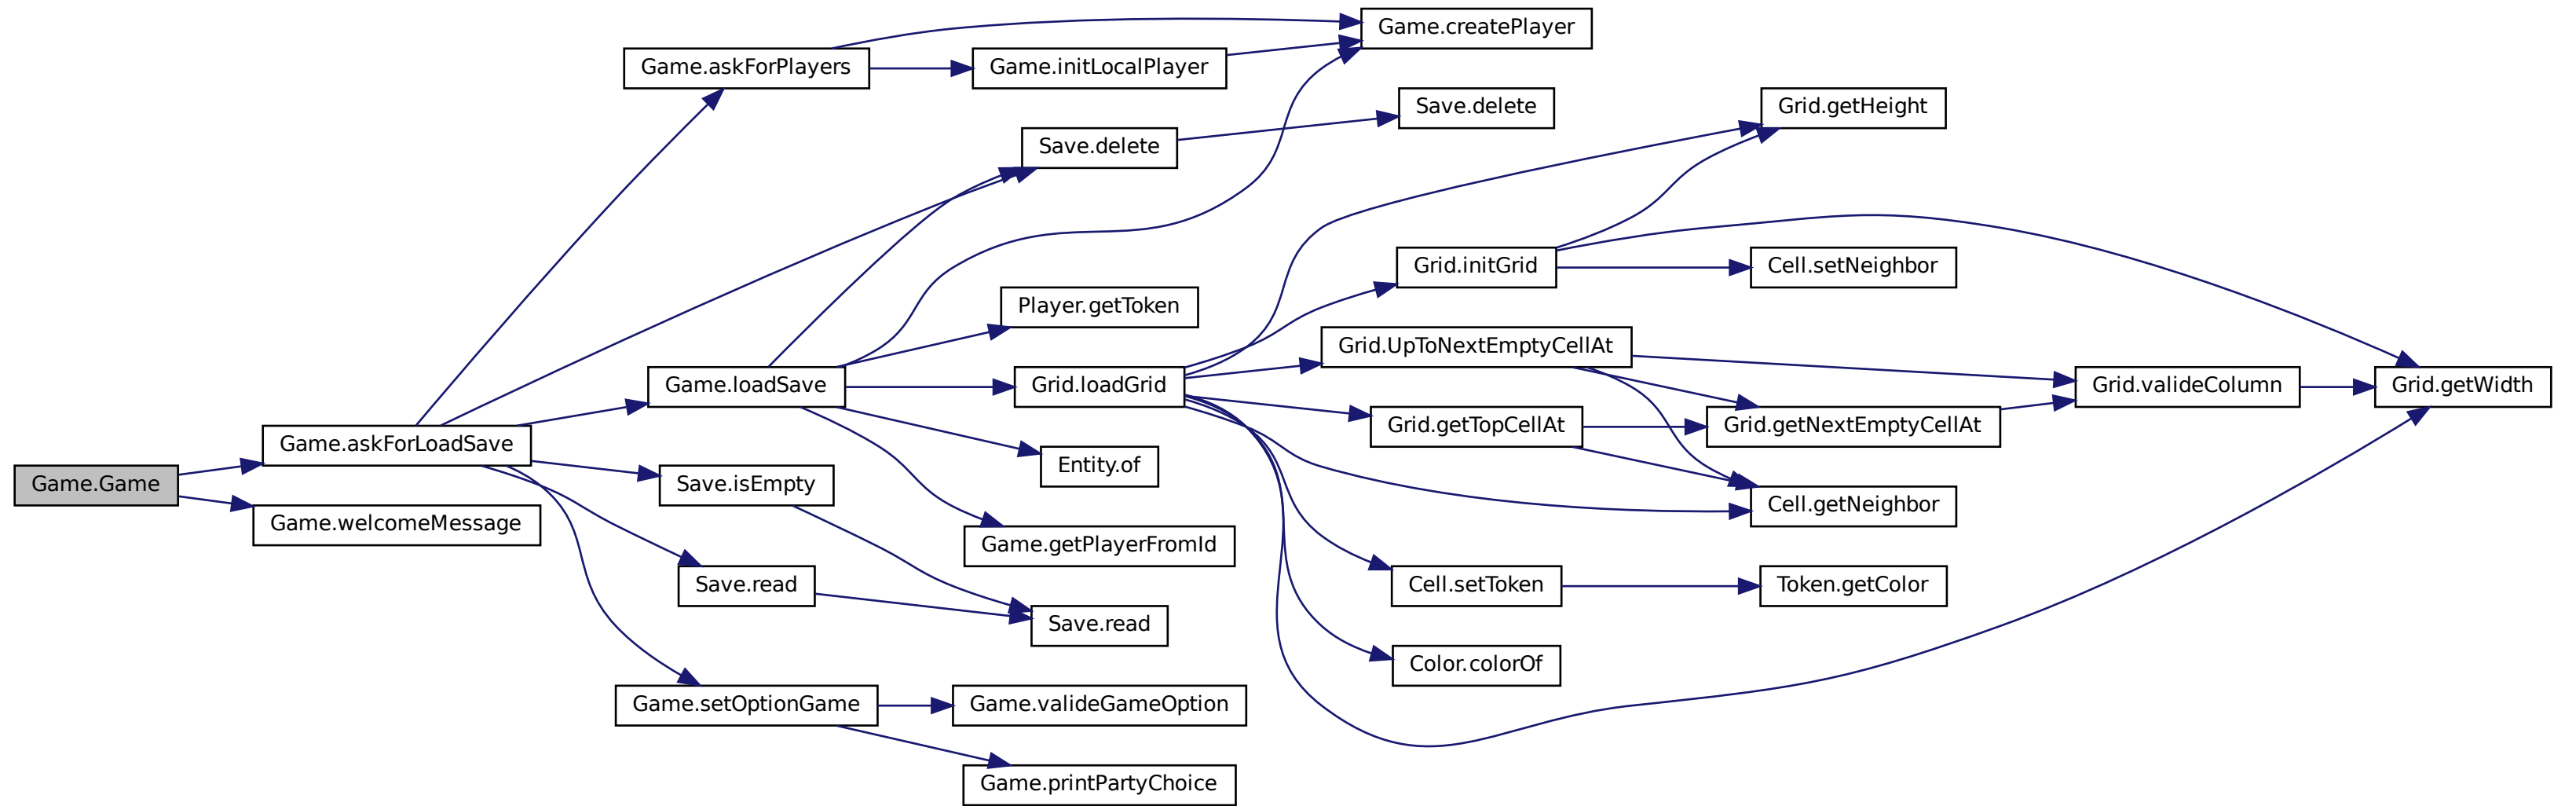 Game.createPlayer
Game.askForPlayers
Game.initLocalPlayer
Save.delete
Grid.getHeight
Save.delete
Grid.initGrid
Cell.setNeighbor
Player.getToken
Grid.UpToNextEmptyCellAt
Game.loadSave
Grid.loadGrid
Grid.valideColumn
Grid.getWidth
Game.askForLoadSave
Grid.getTopCellAt
Grid.getNextEmptyCellAt
Entity.of
Game.Game
Save.isEmpty
Cell.getNeighbor
Game.welcomeMessage
Game.getPlayerFromId
Save.read
Cell.setToken
Token.getColor
Save.read
Color.colorOf
Game.setOptionGame
Game.valideGameOption
Game.printPartyChoice